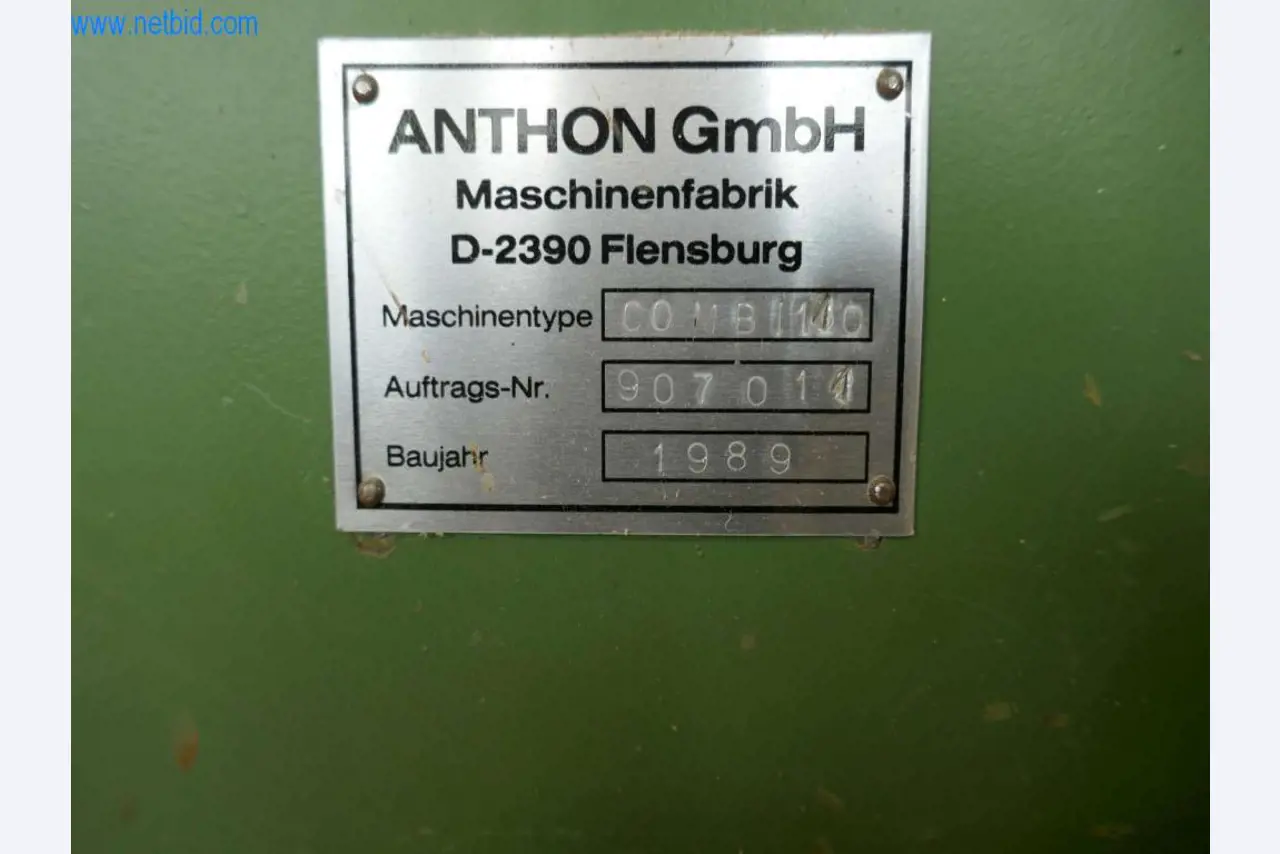 www.netbid.com
ANTHON GmbH
Maschinenfabrik
D-2390 Flensburg
Maschinentype
Auftrags-Nr.
Baujahr 1989